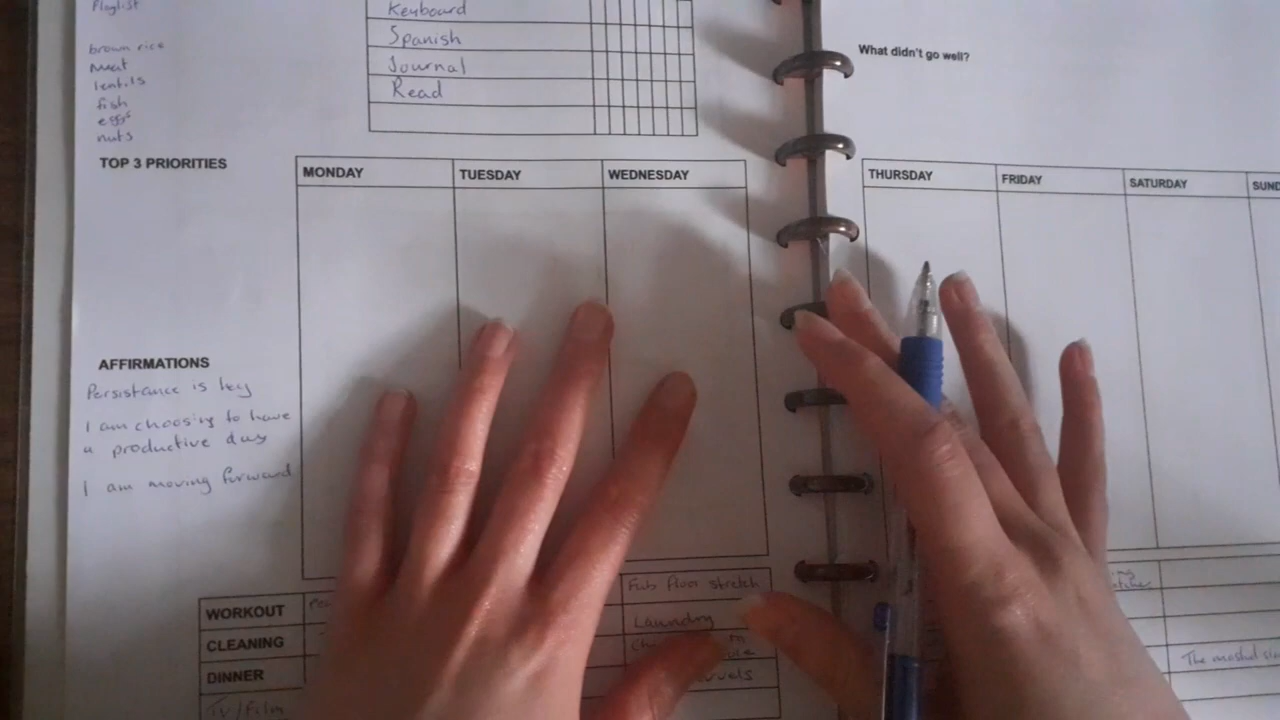 Playlist
brown rice
meat
lentils
fish
eggs
nuts
Keyboard
Spanish
Journal
Read
What didn't go well?
TOP 3 PRIORITIES
MONDAY
TUESDAY
WEDNESDAY
THURSDAY
FRIDAY
SATURDAY
AFFIRMATIONS
Persistance is key
I am choosing to have
a productive day
I am moving forward
WORKOUT
floor stretch
CLEANING
Laundry
DINNER
TV/Film